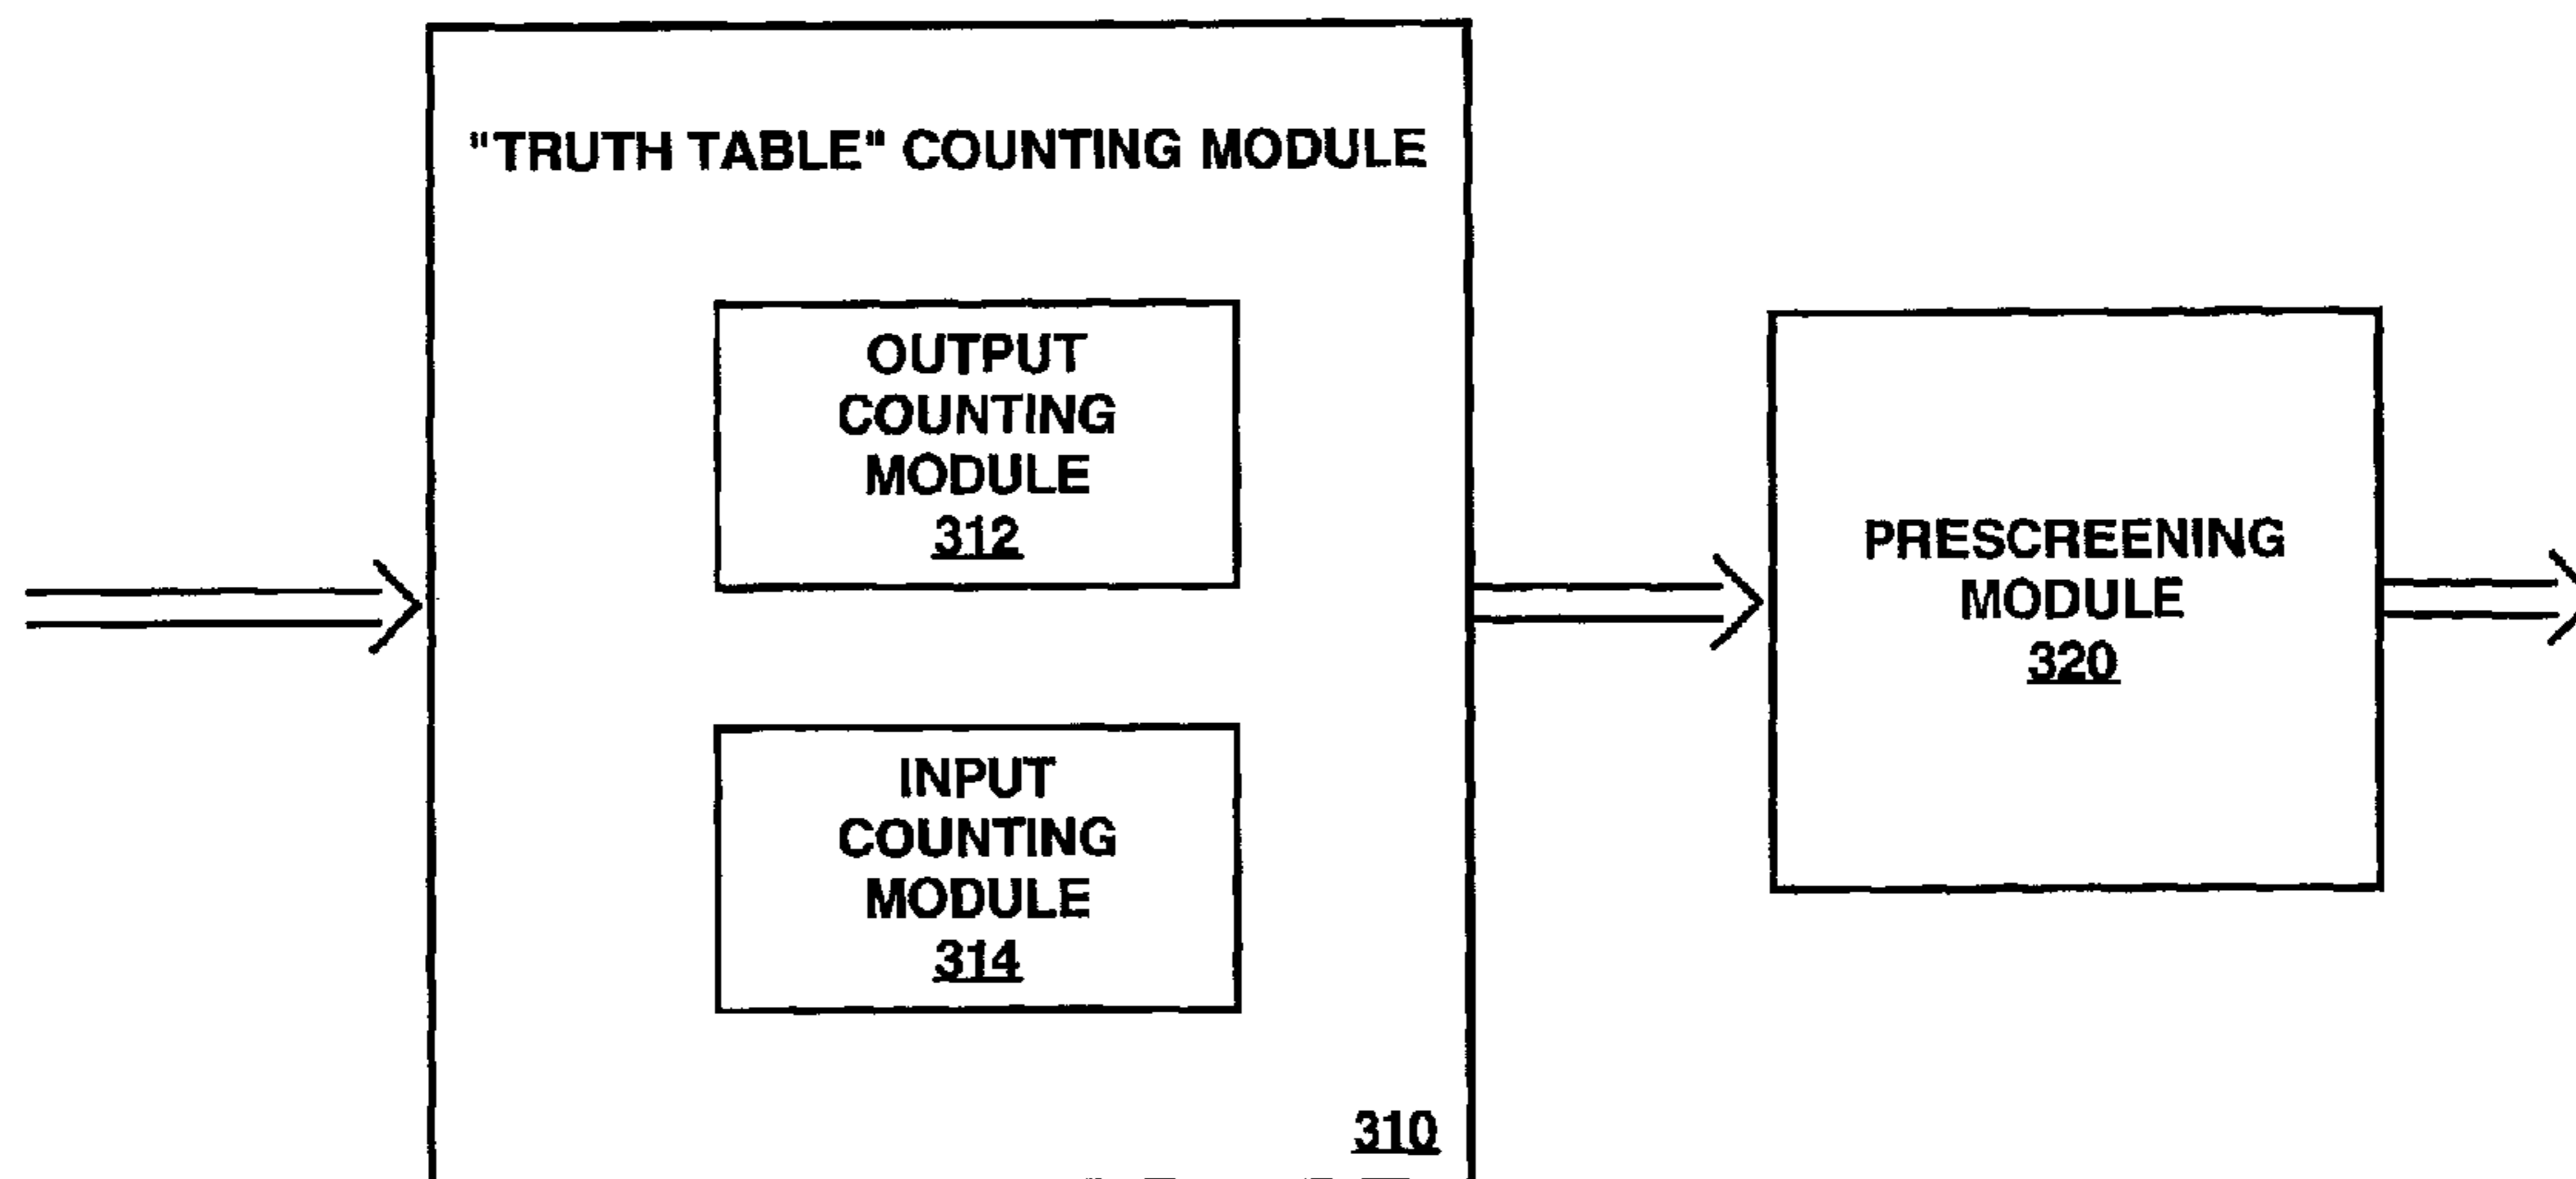 "TRUTH TABLE" COUNTING MODULE
OUTPUT
COUNTING
MODULE
312
INPUT
COUNTING
MODULE
314
310
PRESCREENING
MODULE
320